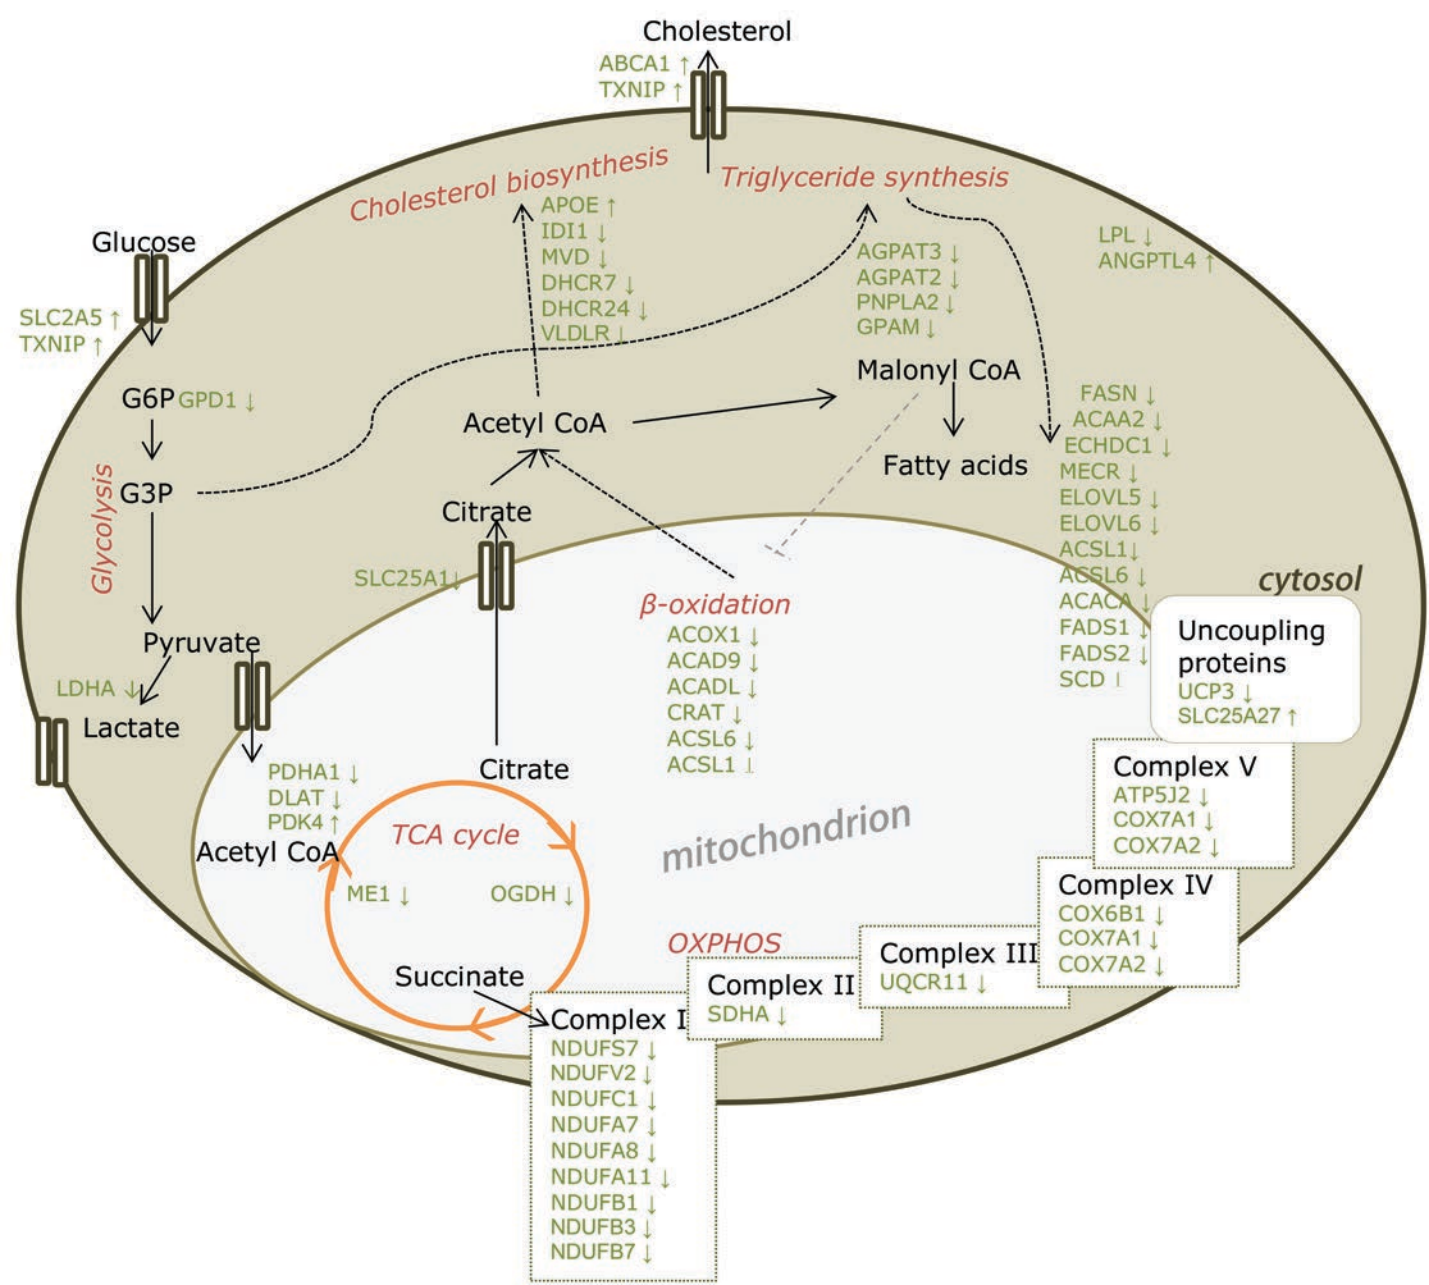 Cholesterol
ABCA1 ↑
TXNIP ↑
Cholesterol biosynthesis
Triglyceride synthesis
APOE ↑
IDI1 ↓
MVD ↓
DHCR7 ↓
DHCR24 ↓
VLDLR ↓
Glucose
SLC2A5 ↑
TXNIP ↑
AGPAT3 ↓
AGPAT2 ↓
PNPLA2 ↓
GPAM ↓
LPL ↓
ANGPTL4 ↑
G6P GPD1 ↓
Glycolysis
G3P
Pyruvate
LDHA ↓
Lactate
Acetyl CoA
Malonyl CoA
Fatty acids
Citrate
SLC25A1 ↓
FASN ↓
ACAA2 ↓
ECHDC1 ↓
MECR ↓
ELOVL5 ↓
ELOVL6 ↓
ACSL1 ↓
ACSL6 ↓
ACACA ↓
FADS1 ↓
FADS2 ↓
SCD ↓
cytosol
β-oxidation
ACOX1 ↓
ACAD9 ↓
ACADL ↓
CRAT ↓
ACSL6 ↓
ACSL1 ↓
Uncoupling
proteins
UCP3 ↓
SLC25A27 ↑
PDHA1 ↓
DLAT ↓
PDK4 ↑
Acetyl CoA
Citrate
TCA cycle
ME1 ↓
OGDH ↓
Succinate
mitochondrion
OXPHOS
Complex I
NDUFS7 ↓
NDUFV2 ↓
NDUFC1 ↓
NDUFA7 ↓
NDUFA8 ↓
NDUFA11 ↓
NDUFB1 ↓
NDUFB3 ↓
NDUFB7 ↓
Complex II
SDHA ↓
Complex III
UQCR11 ↓
Complex IV
COX6B1 ↓
COX7A1 ↓
COX7A2 ↓
Complex V
ATP5J2 ↓
COX7A1 ↓
COX7A2 ↓